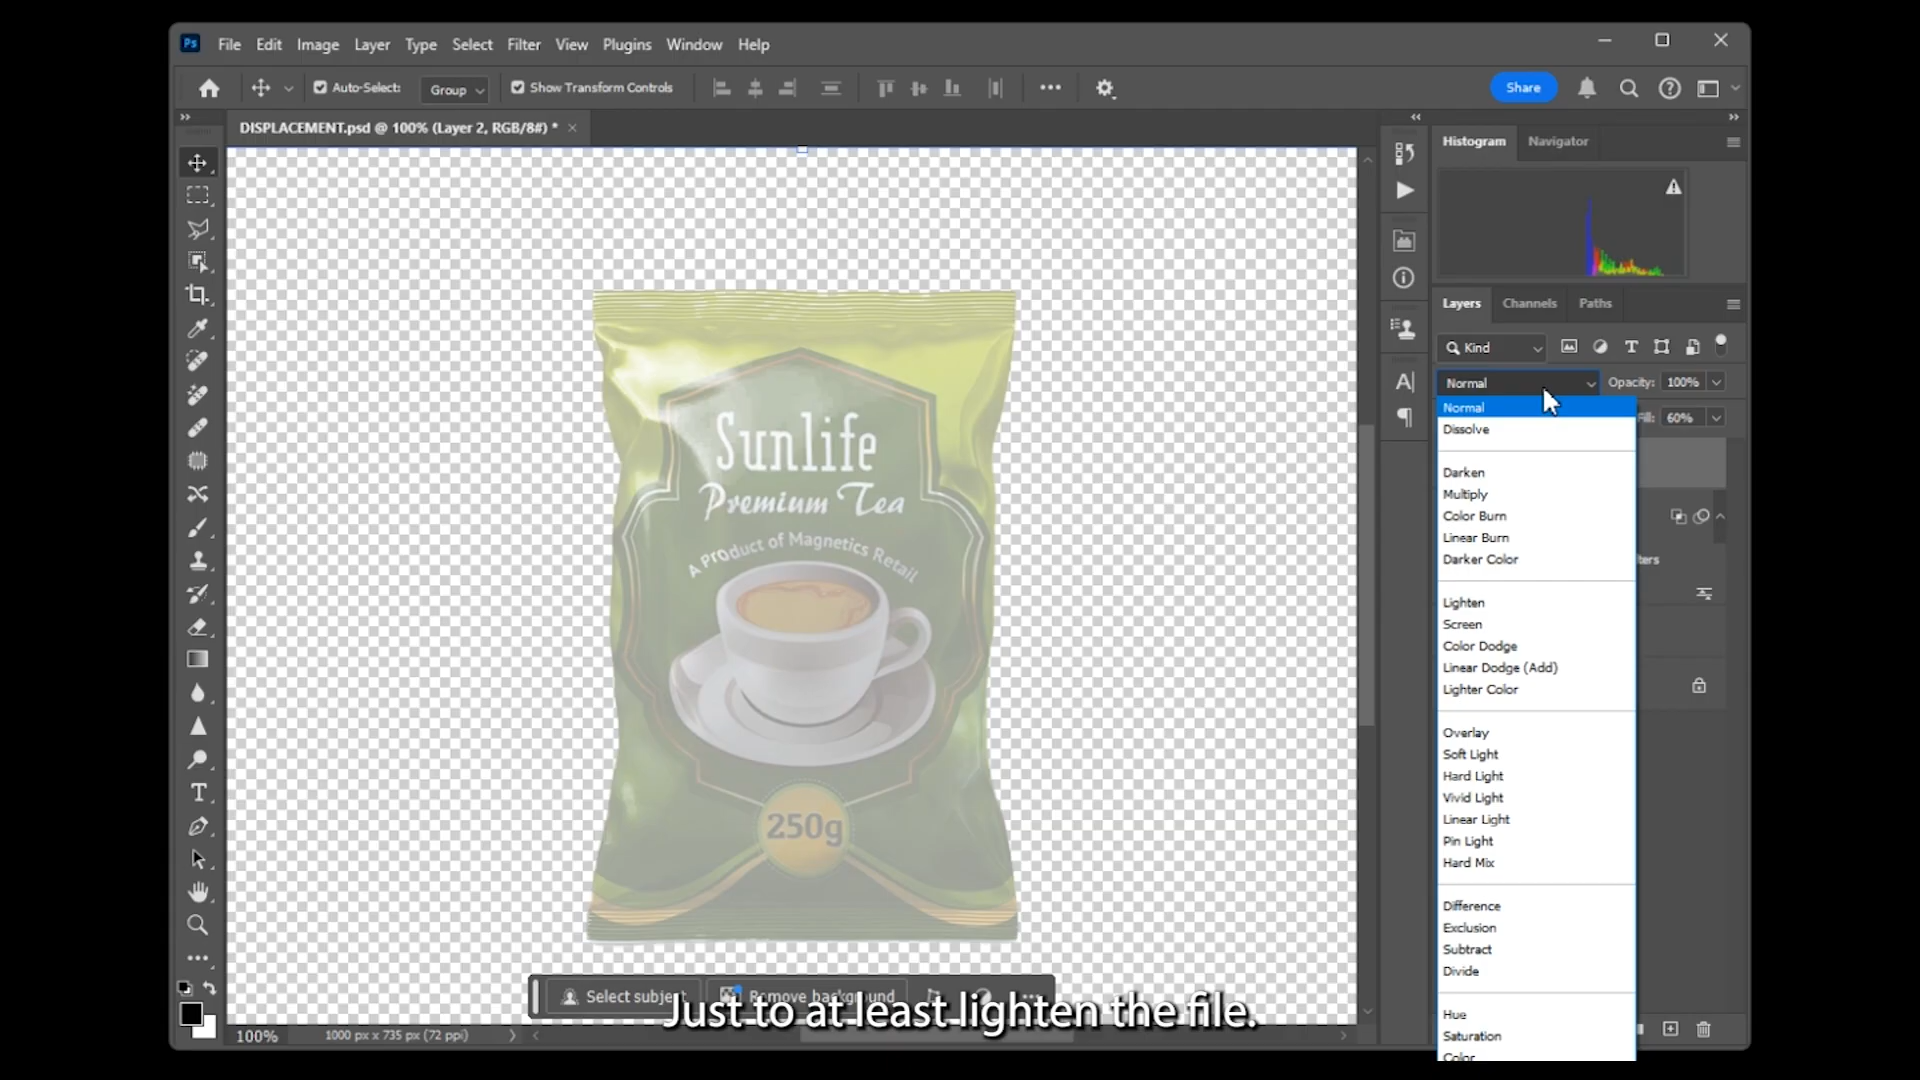 Ps File Edit Image Layer Type Select Filter View Plugins Window Help
Auto-Select: Group Show Transform Controls Share
DISPLACEMENT.psd @ 100% (Layer 2, RGB/8#) *
Histogram Navigator
Layers Channels Paths
Kind
Normal Opacity: 100%
Fill: 60%
Normal
Dissolve
Darken
Multiply
Color Burn
Linear Burn
Darker Color
Lighten
Screen
Color Dodge
Linear Dodge (Add)
Lighter Color
Overlay
Soft Light
Hard Light
Vivid Light
Linear Light
Pin Light
Hard Mix
Difference
Exclusion
Subtract
Divide
Hue
Saturation
Color
Sunlife
Premium Tea
A Product of Magnetics Retail
250g
Select subject Remove background
Just to at least lighten the file.
100% 1000 px x 735 px (72 ppi)